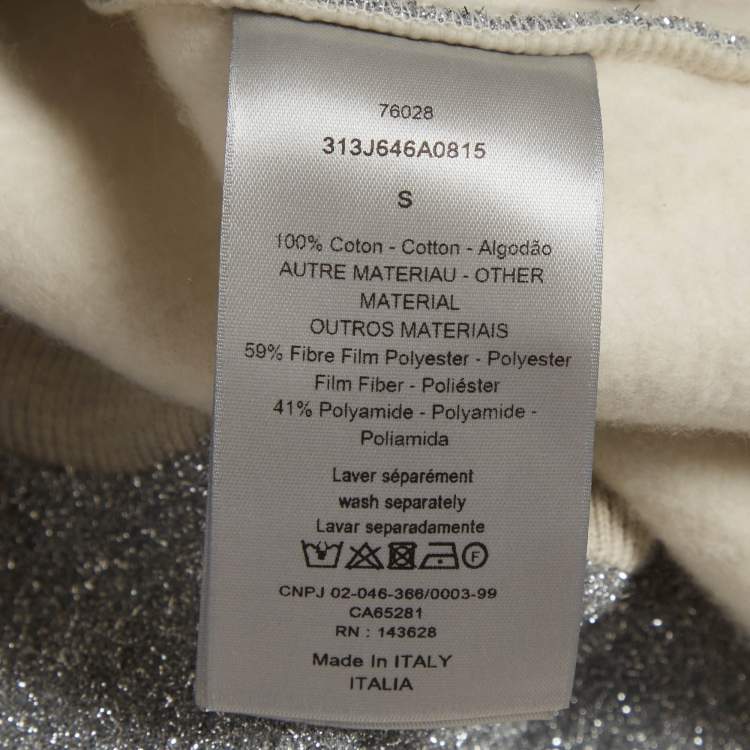 76028
313J646A0815
S
100% Coton - Cotton - Algodão
AUTRE MATERIAU - OTHER
MATERIAL
OUTROS MATERIAIS
59% Fibre Film Polyester - Polyester
Film Fiber - Poliéster
41% Polyamide - Polyamide -
Poliamida
Laver séparément
wash separately
Lavar separadamente
F
CNPJ 02-046-366/0003-99
CA65281
RN : 143628
Made In ITALY
ITALIA